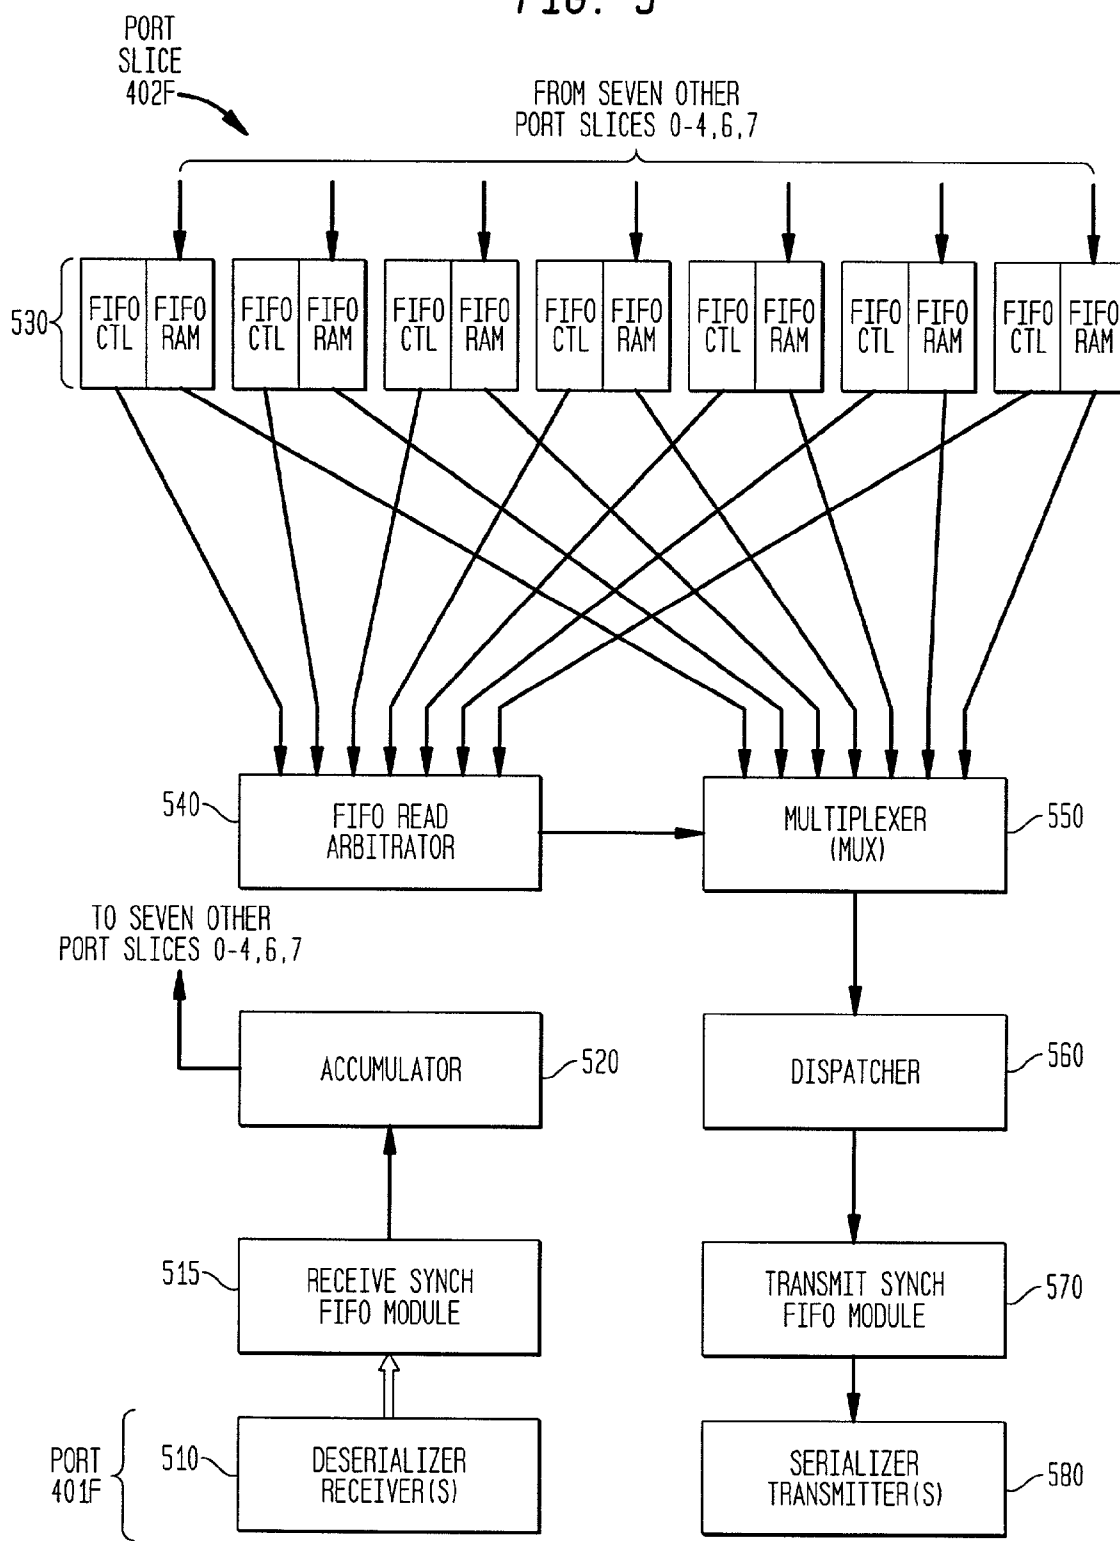 FIG. 5
PORT
SLICE
402F
FROM SEVEN OTHER
PORT SLICES 0-4,6,7
530
FIFO CTL
FIFO RAM
FIFO CTL
FIFO RAM
FIFO CTL
FIFO RAM
FIFO CTL
FIFO RAM
FIFO CTL
FIFO RAM
FIFO CTL
FIFO RAM
FIFO CTL
FIFO RAM
540
FIFO READ
ARBITRATOR
MULTIPLEXER
(MUX)
550
TO SEVEN OTHER
PORT SLICES 0-4,6,7
ACCUMULATOR
520
DISPATCHER
560
515
RECEIVE SYNCH
FIFO MODULE
TRANSMIT SYNCH
FIFO MODULE
570
PORT
401F
510
DESERIALIZER
RECEIVER(S)
SERIALIZER
TRANSMITTER(S)
580